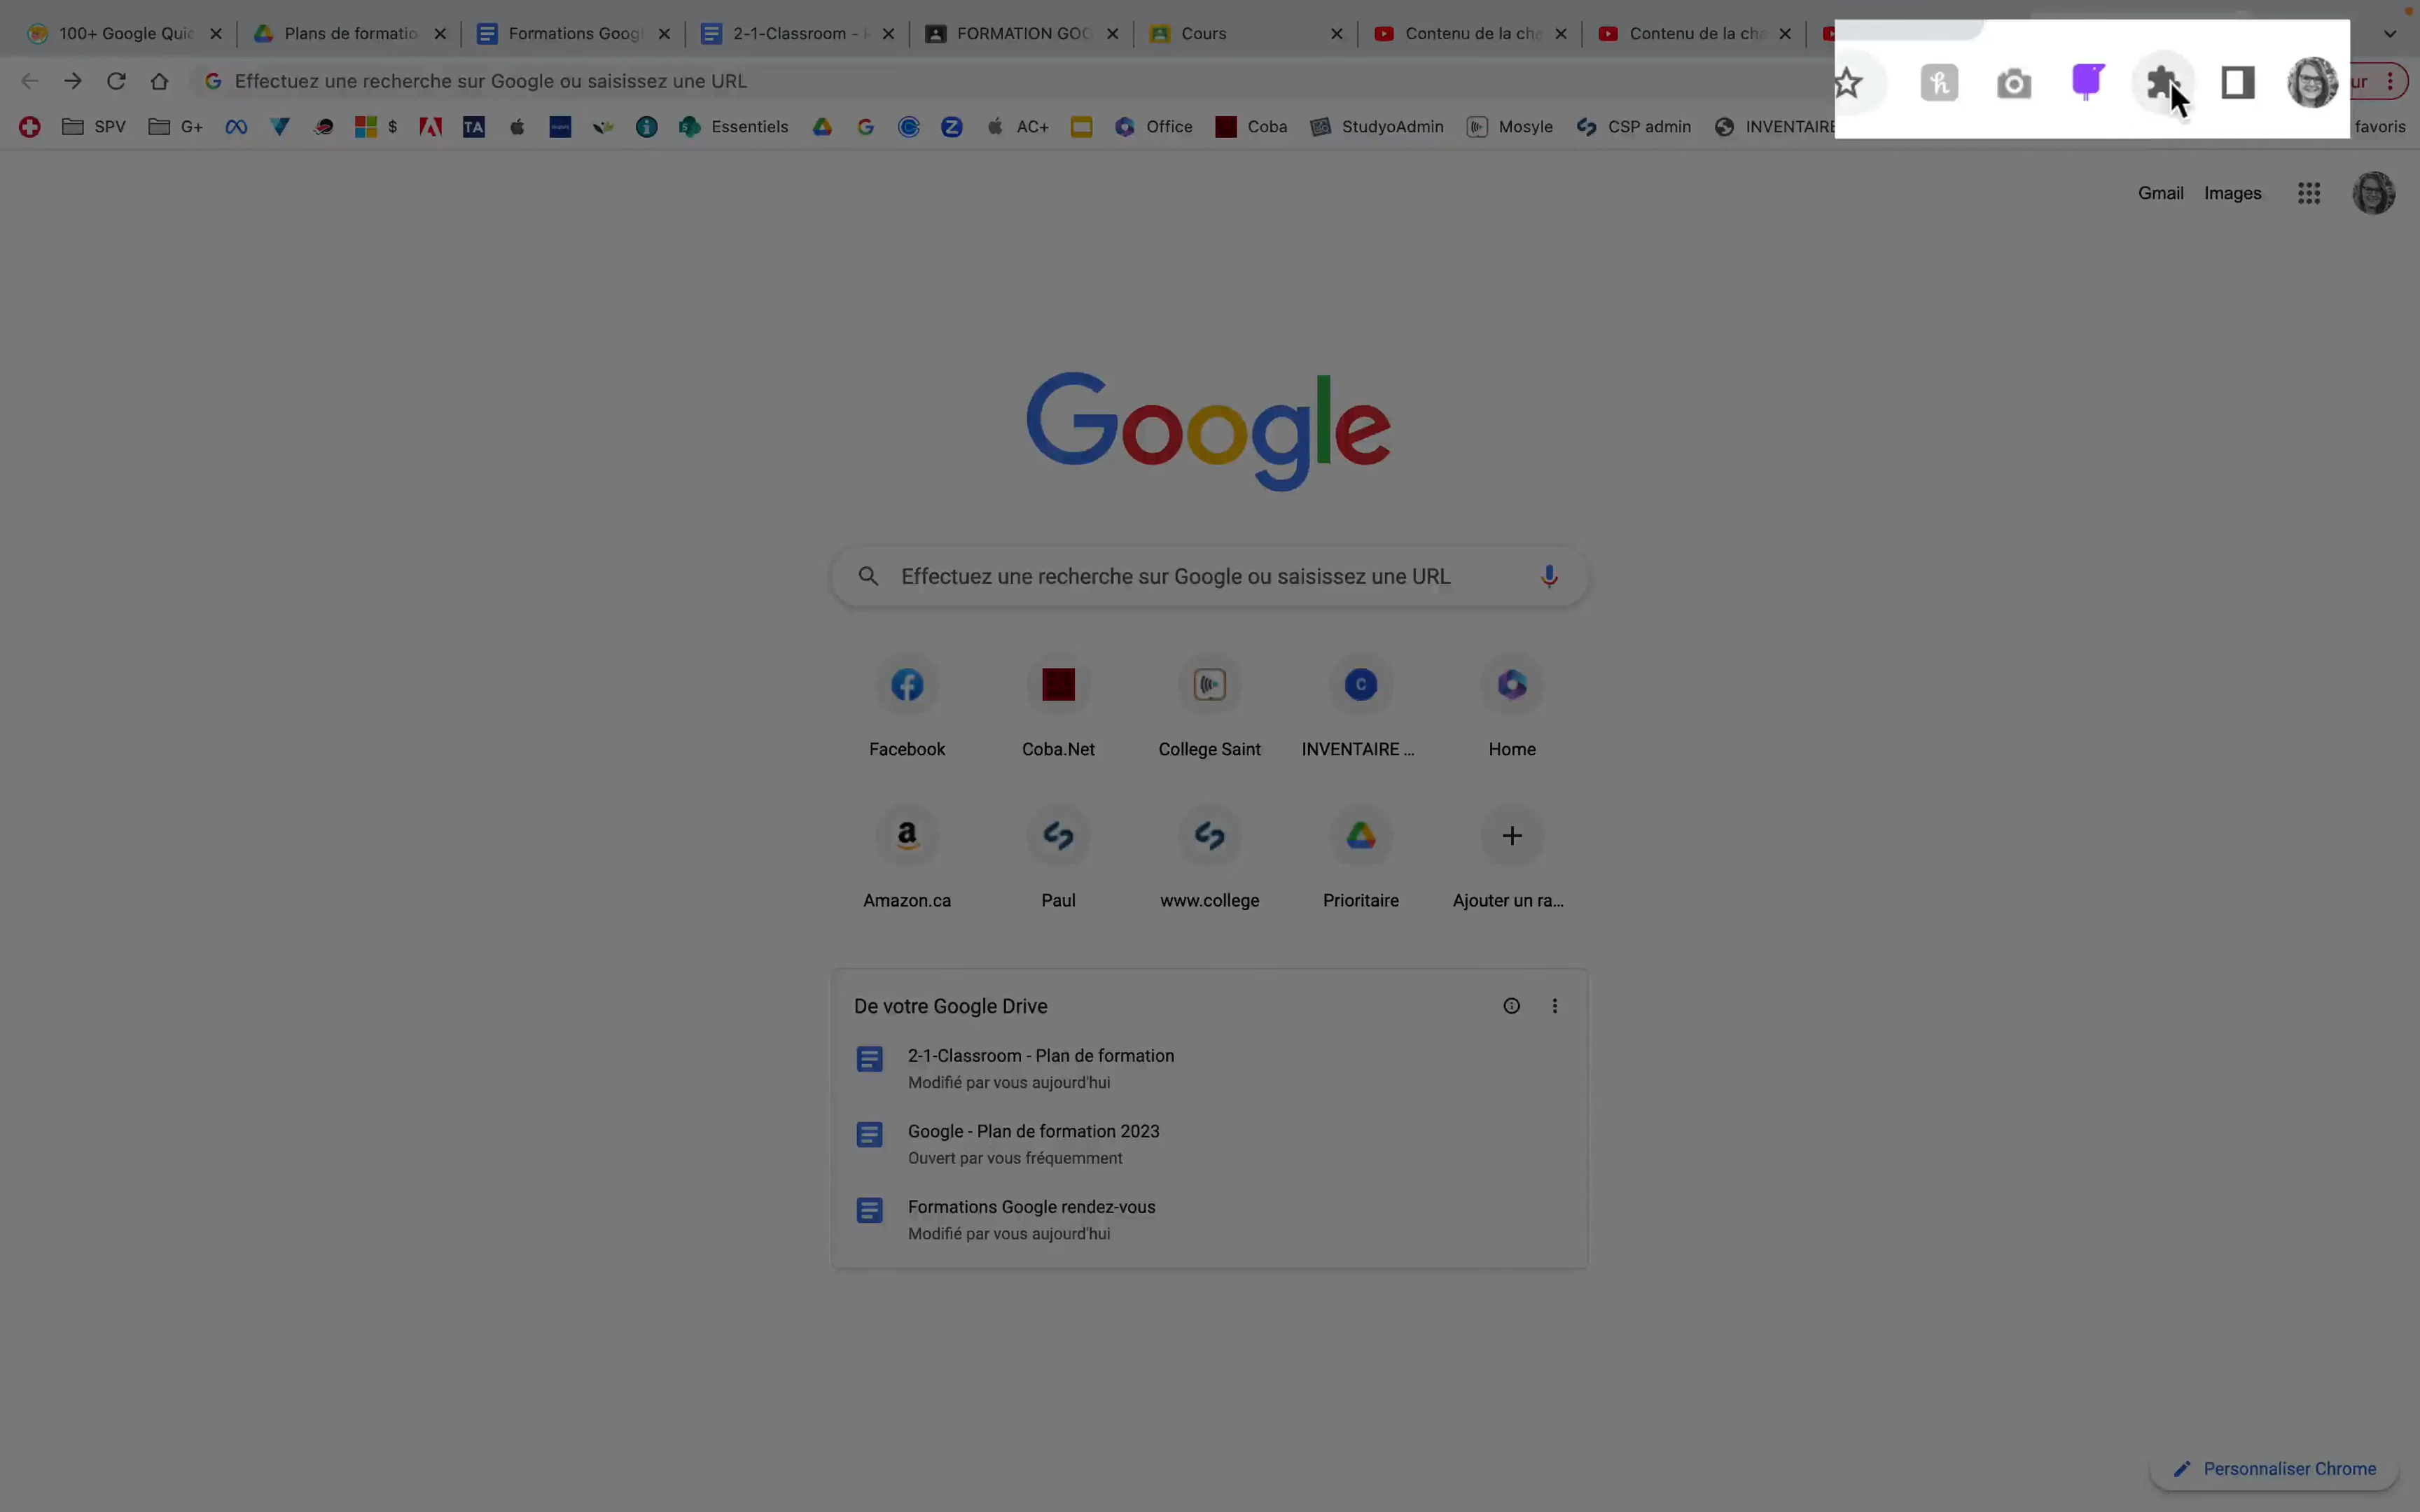 100+ Google Quic
Plans de formatio
Formations Goog
2-1-Classroom -
FORMATION GOO
Cours
Contenu de la ch
Contenu de la ch
Effectuez une recherche sur Google ou saisissez une URL
ur
SPV
G+
$
TA
Essentiels
AC+
Office
Coba
StudyoAdmin
Mosyle
CSP admin
INVENTAIRE
favoris
Gmail
Images
Google
Effectuez une recherche sur Google ou saisissez une URL
Facebook
Coba.Net
College Saint
INVENTAIRE ...
Home
Amazon.ca
Paul
www.college
Prioritaire
Ajouter un ra...
De votre Google Drive
2-1-Classroom - Plan de formation
Modifié par vous aujourd'hui
Google - Plan de formation 2023
Ouvert par vous fréquemment
Formations Google rendez-vous
Modifié par vous aujourd'hui
Personnaliser Chrome